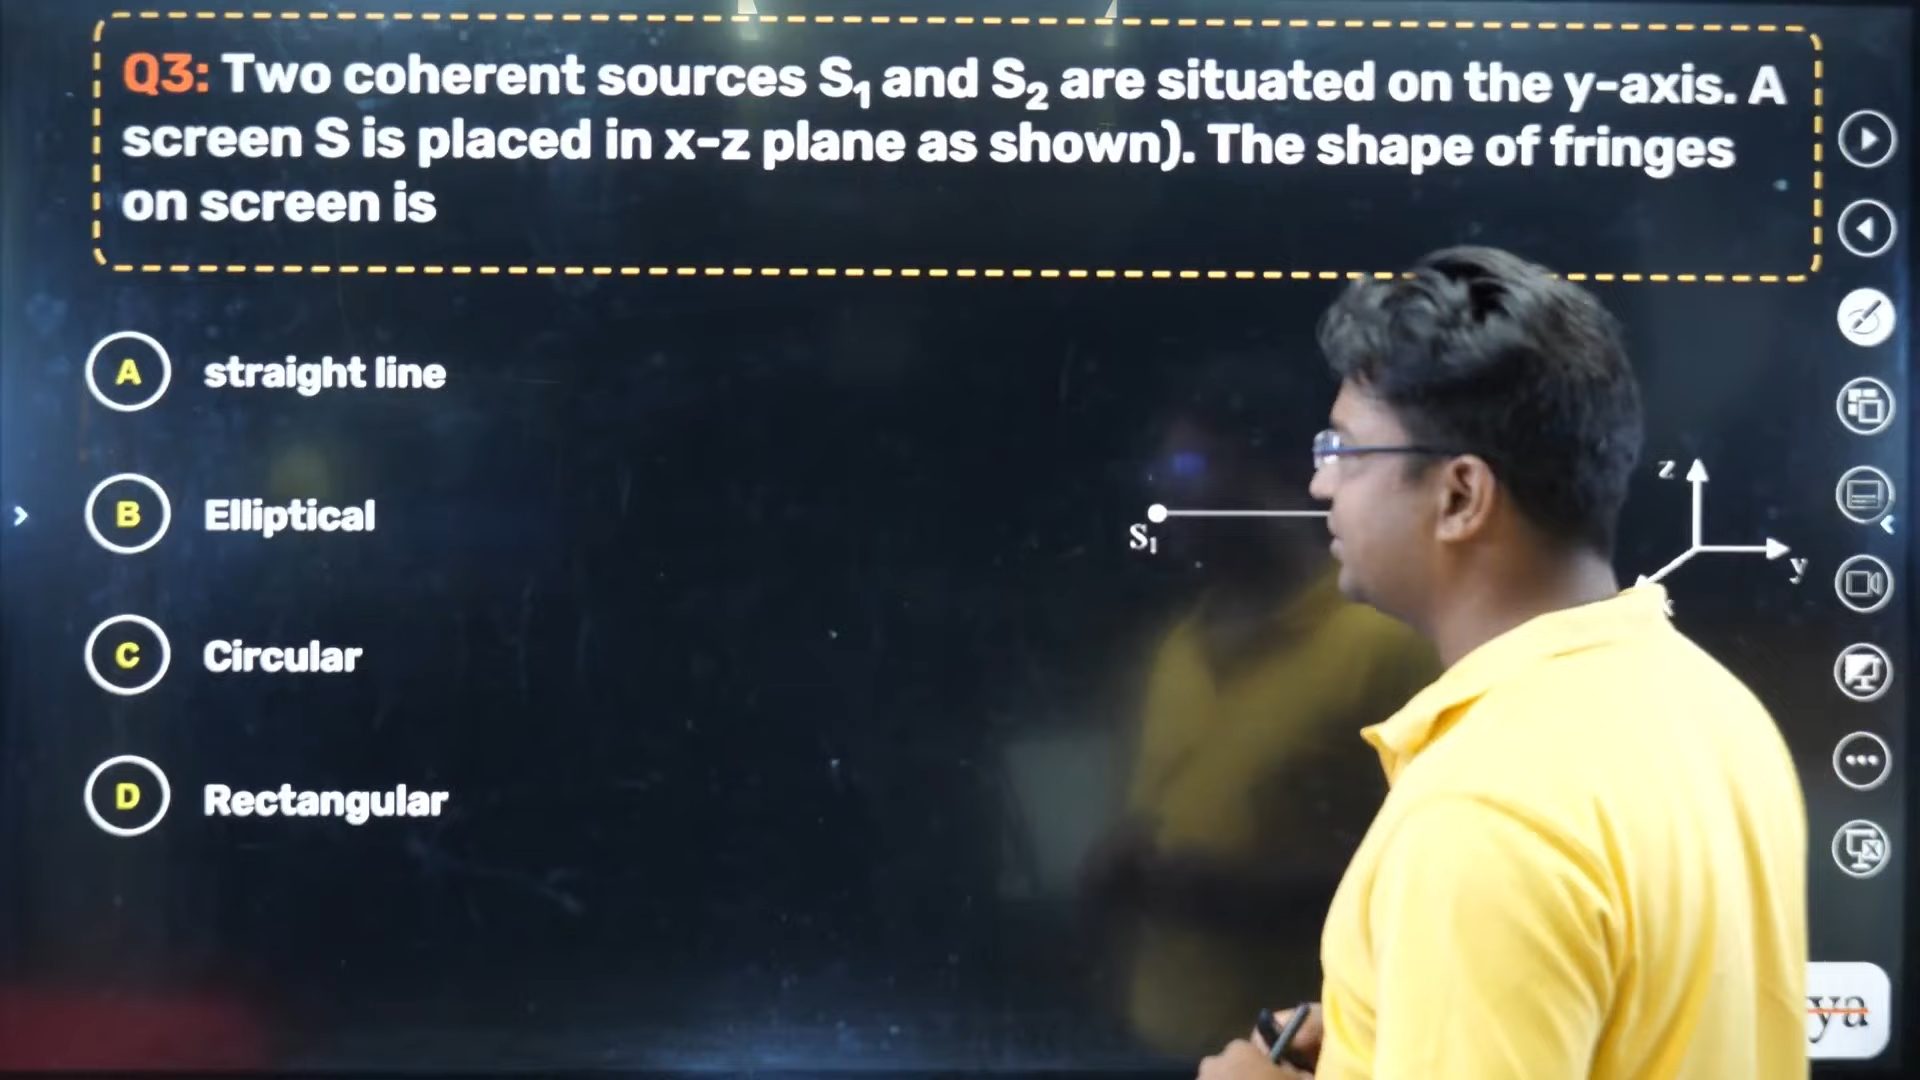 Q3: Two coherent sources S₁ and S₂ are situated on the y-axis. A
screen S is placed in x-z plane as shown). The shape of fringes
on screen is
A straight line
B Elliptical
C Circular
D Rectangular
S₁
z
y
x
ya